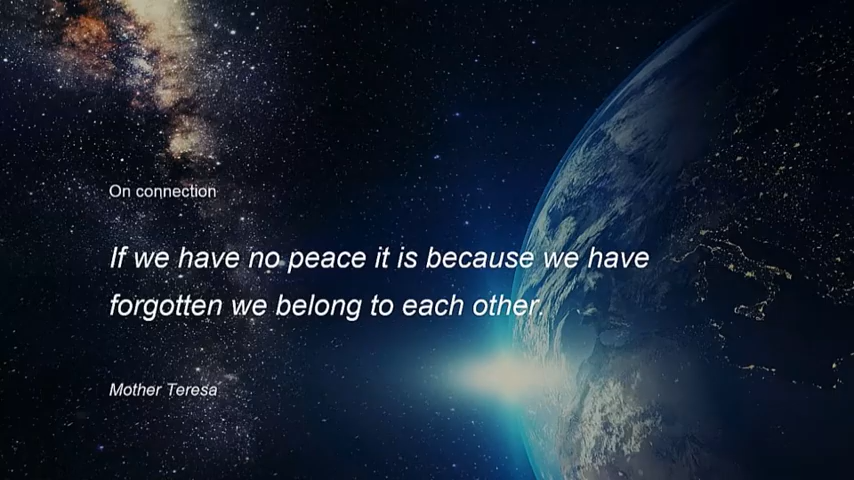 On connection
If we have no peace it is because we have
forgotten we belong to each other.
Mother Teresa